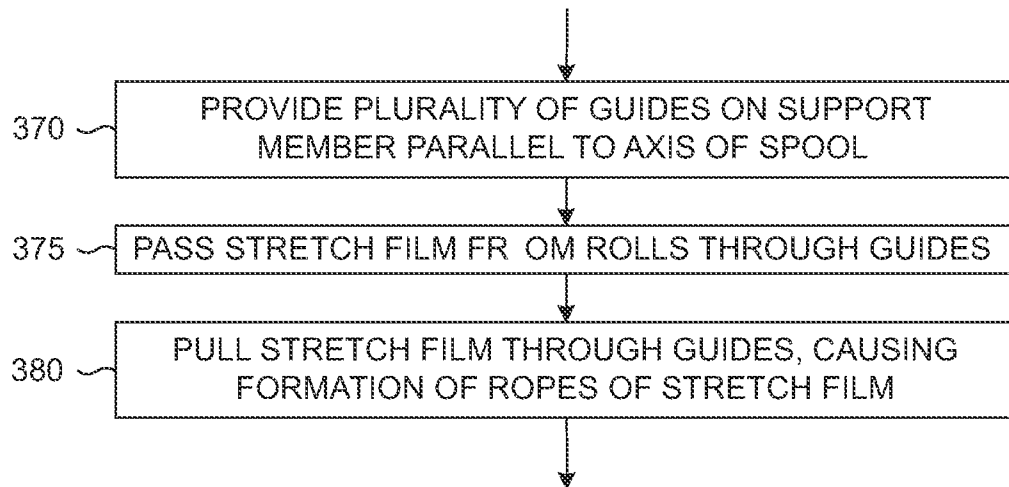 370
PROVIDE PLURALITY OF GUIDES ON SUPPORT
MEMBER PARALLEL TO AXIS OF SPOOL
375
PASS STRETCH FILM FR OM ROLLS THROUGH GUIDES
380
PULL STRETCH FILM THROUGH GUIDES, CAUSING
FORMATION OF ROPES OF STRETCH FILM